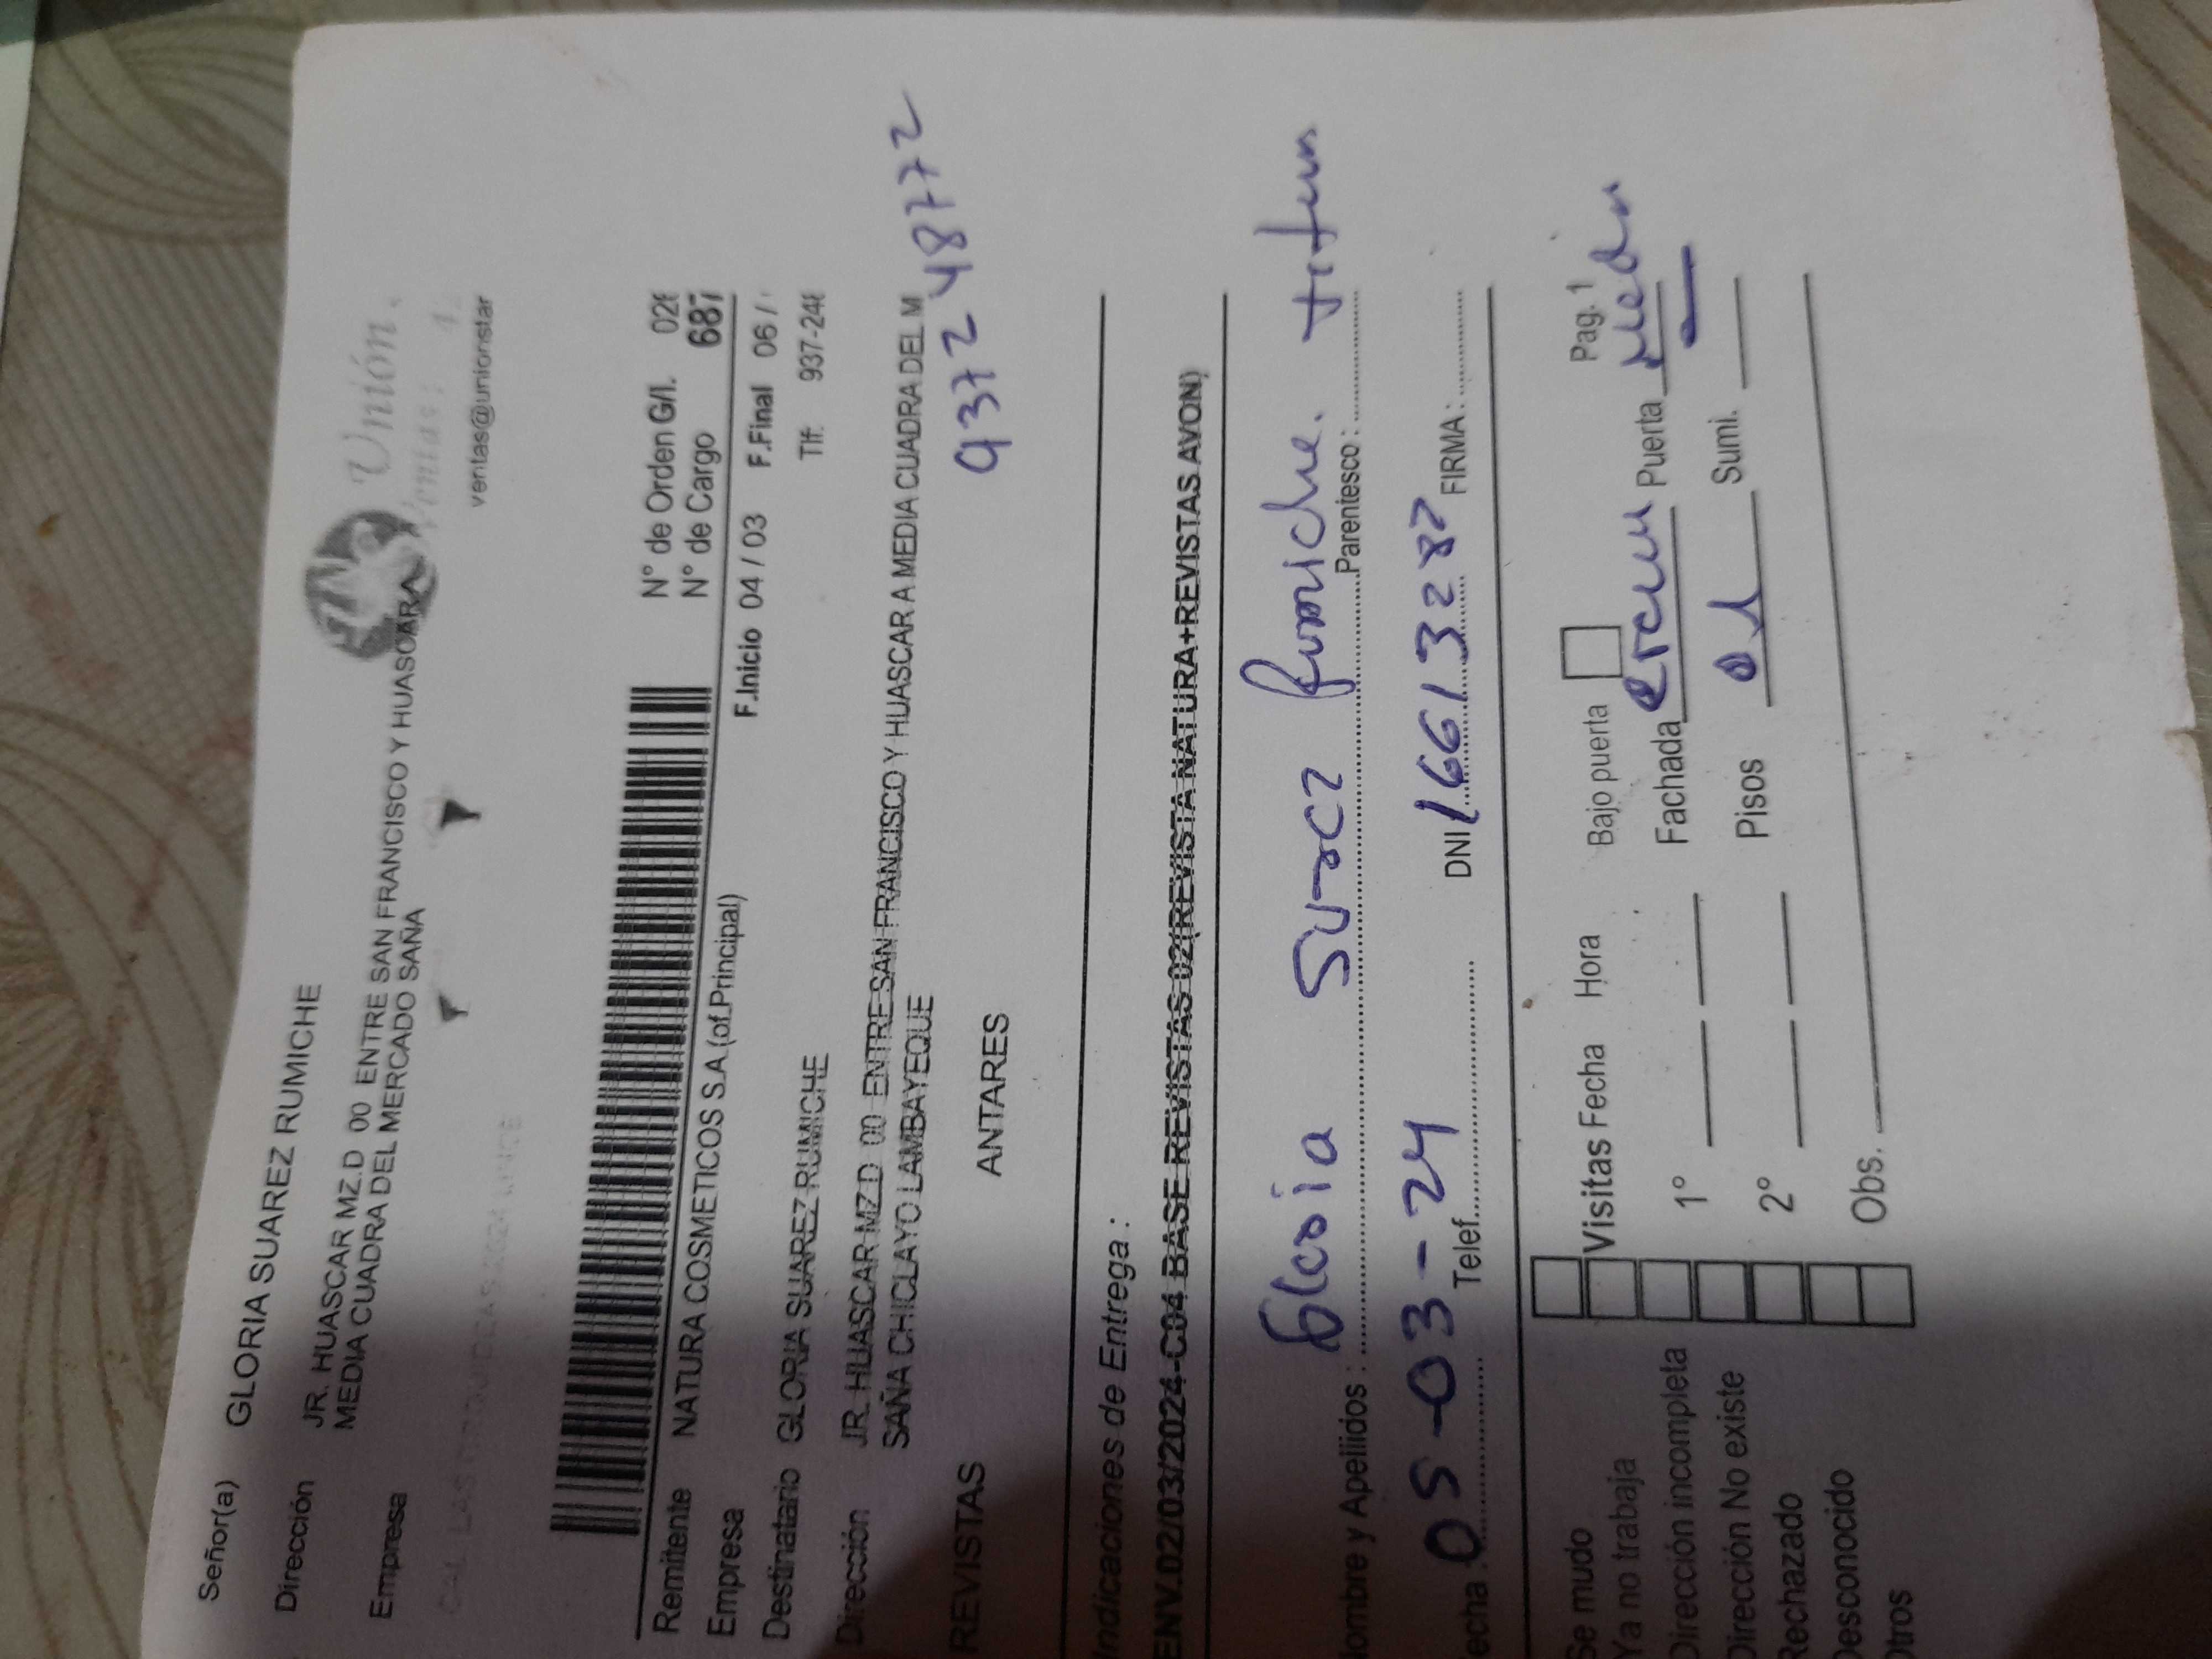 Señor(a) GLORIA SUAREZ RUMICHE
Dirección JR. HUASCAR MZ.D 00 ENTRE SAN FRANCISCO Y HUASCAR A
MEDIA CUADRA DEL MERCADO SAÑA
Empresa
Unión
Ventas:
ventas@unionstar
N° de Orden G/I. 026
N° de Cargo 687
F.Inicio 04 / 03 F.Final 06 /
Remitente NATURA COSMETICOS S.A.(of.Principal)
Empresa Tlf: 937-248
Destinatario GLORIA SUAREZ RUMICHE
Dirección JR. HUASCAR MZ.D 00 ENTRE SAN FRANCISCO Y HUASCAR A MEDIA CUADRA DEL M
SAÑA CHICLAYO LAMBAYEQUE
937248772
REVISTAS ANTARES
Indicaciones de Entrega :
ENV.02/03/2024-C04 BASE REVISTAS 02(REVISTA NATURA+REVISTAS AVON)
Nombre y Apellidos : Gloria Suarez Rumiche. Parentesco : titular
Fecha : 05-03-24 Telef. DNI 16613287 FIRMA:
Se mudo
Ya no trabaja
Dirección incompleta
Dirección No existe
Rechazado
Desconocido
Otros
Visitas Fecha Hora Bajo puerta Pag. 1
1° Fachada crema Puerta
2° Pisos 01 Sumi.
Obs.